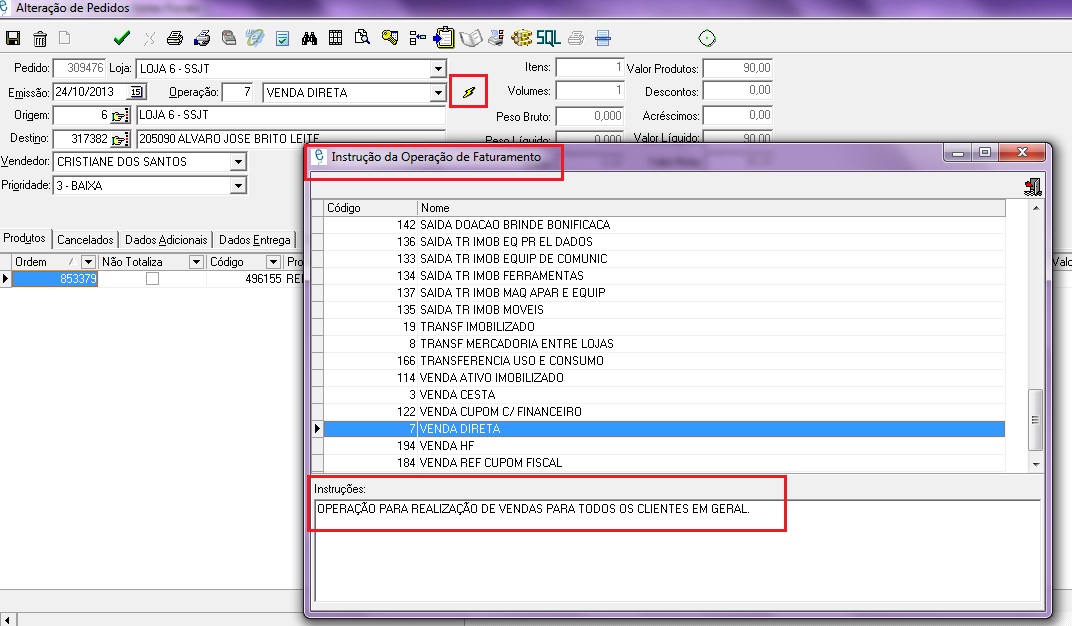 Alteração de Pedidos
SQL
Pedido: 309476 Loja: LOJA 6 - SSJT
Itens: 1 Valor Produtos: 90,00
Emissão: 24/10/2013 15 Operação: 7 VENDA DIRETA
Volumes: 1 Descontos: 0,00
Origem: 6 LOJA 6 - SSJT
Peso Bruto: 0,000 Acréscimos: 0,00
Destino: 317382 205090 ALVARO JOSE BRITO LEITE
Peso Líquido: 0,000 Valor Líquido: 90,00
Vendedor: CRISTIANE DOS SANTOS
Prioridade: 3 - BAIXA
Produtos Cancelados Dados Adicionais Dados Entrega
Ordem Não Totaliza Código Pro Valo
853379 496155 REI
Instrução da Operação de Faturamento
Código Nome
142 SAIDA DOACAO BRINDE BONIFICACA
136 SAIDA TR IMOB EQ PR EL DADOS
133 SAIDA TR IMOB EQUIP DE COMUNIC
134 SAIDA TR IMOB FERRAMENTAS
137 SAIDA TR IMOB MAQ APAR E EQUIP
135 SAIDA TR IMOB MOVEIS
19 TRANSF IMOBILIZADO
8 TRANSF MERCADORIA ENTRE LOJAS
166 TRANSFERENCIA USO E CONSUMO
114 VENDA ATIVO IMOBILIZADO
3 VENDA CESTA
122 VENDA CUPOM C/ FINANCEIRO
7 VENDA DIRETA
194 VENDA HF
184 VENDA REF CUPOM FISCAL
Instruções:
OPERAÇÃO PARA REALIZAÇÃO DE VENDAS PARA TODOS OS CLIENTES EM GERAL.